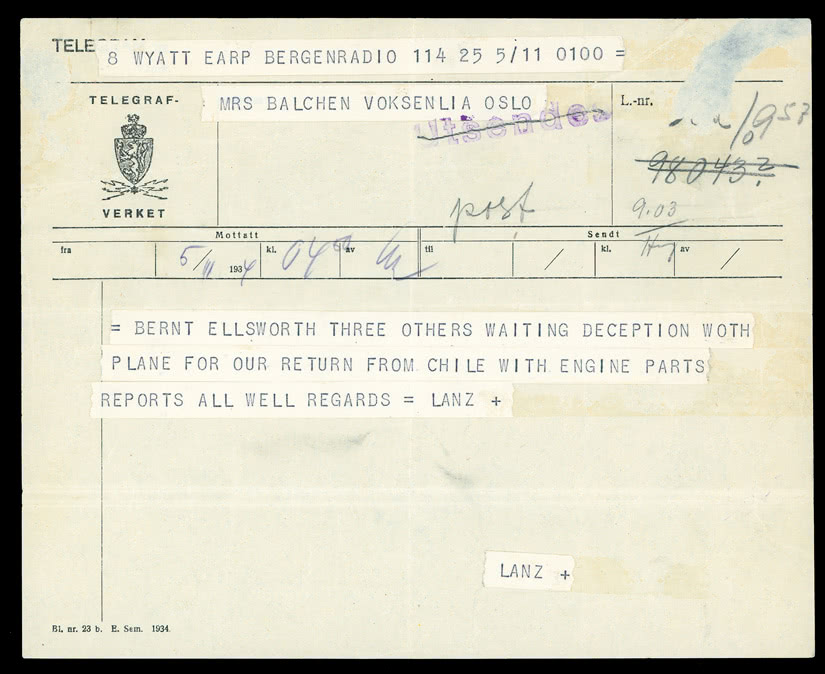 8 WYATT EARP BERGENRADIO 114 25 5/11 0100 =
MRS BALCHEN VOKSENLIA OSLO
TELEGRAF-
VERKET
L.-nr.
Utsendes
98043?
post
9.03
Mottatt
Sendt
fra
5/11 1934
kl.
0450
av
til
/
kl.
av
/
= BERNT ELLSWORTH THREE OTHERS WAITING DECEPTION WOTH
PLANE FOR OUR RETURN FROM CHILE WITH ENGINE PARTS
REPORTS ALL WELL REGARDS = LANZ +
LANZ +
Bl. nr. 23 b. E. Sem. 1934.